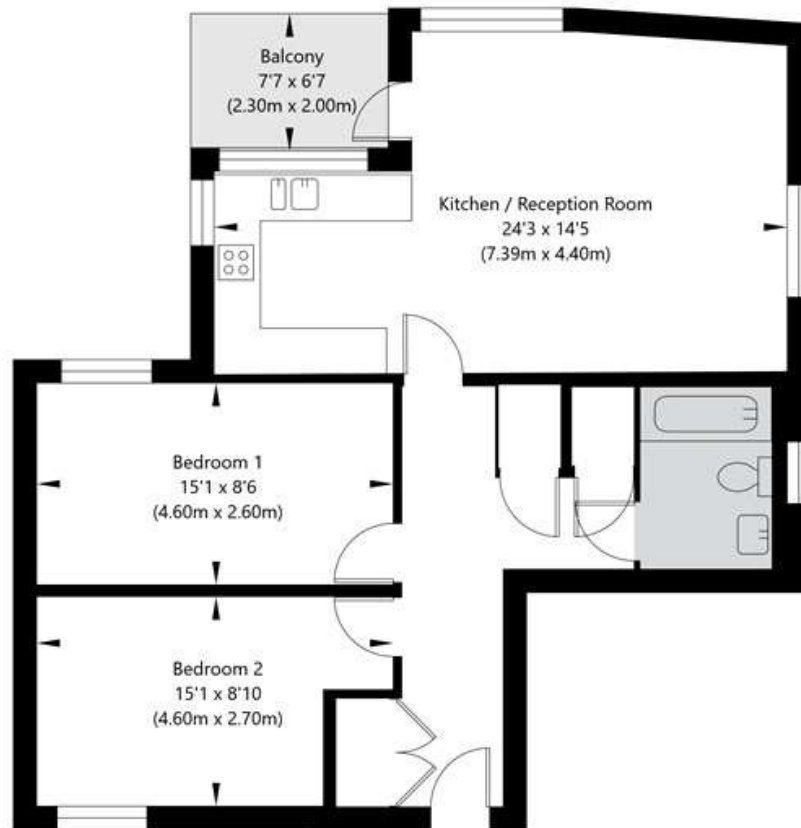 Balcony
7'7 x 6'7
(2.30m x 2.00m)
Kitchen / Reception Room
24'3 x 14'5
(7.39m x 4.40m)
Bedroom 1
15'1 x 8'6
(4.60m x 2.60m)
Bedroom 2
15'1 x 8'10
(4.60m x 2.70m)